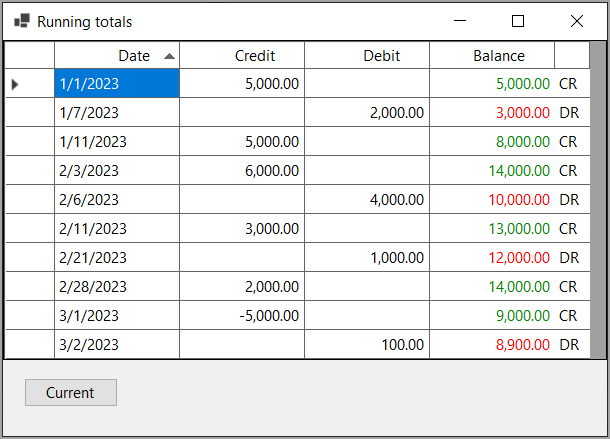 Running totals
Date Credit Debit Balance
1/1/2023 5,000.00 5,000.00 CR
1/7/2023 2,000.00 3,000.00 DR
1/11/2023 5,000.00 8,000.00 CR
2/3/2023 6,000.00 14,000.00 CR
2/6/2023 4,000.00 10,000.00 DR
2/11/2023 3,000.00 13,000.00 CR
2/21/2023 1,000.00 12,000.00 DR
2/28/2023 2,000.00 14,000.00 CR
3/1/2023 -5,000.00 9,000.00 CR
3/2/2023 100.00 8,900.00 DR
Current